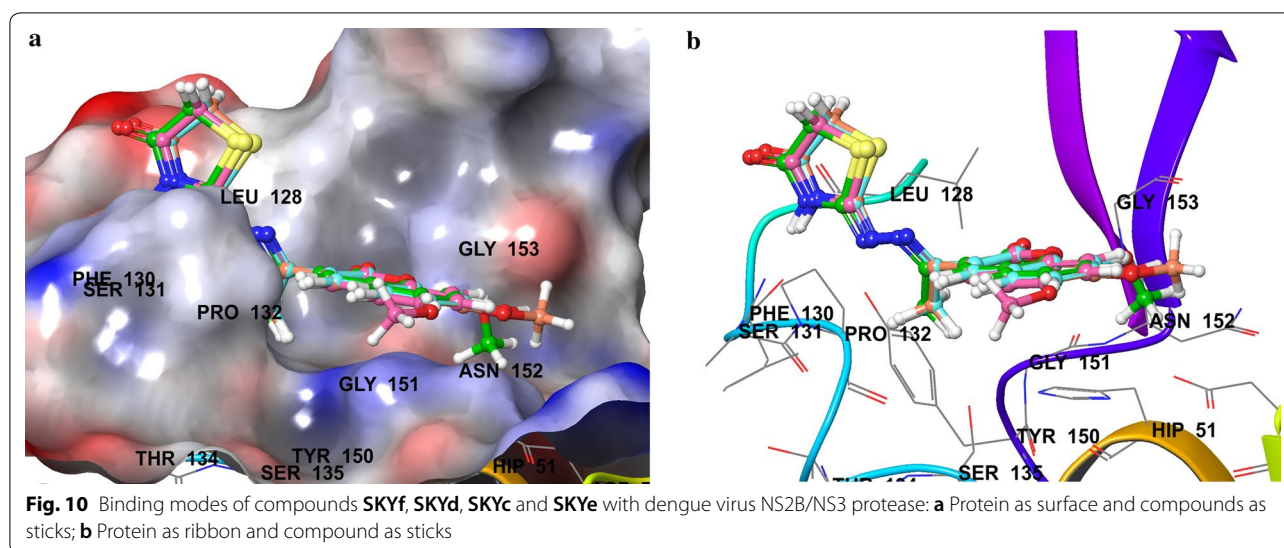 a
LEU 128
GLY 153
PHE 130
SER 131
PRO 132
ASN 152
GLY 151
THR 134
TYR 150
SER 135
HIP 51
b
LEU 128
GLY 153
PHE 130
SER 131
PRO 132
ASN 152
GLY 151
TYR 150
HIP 51
SER 135
THR 134
Fig. 10 Binding modes of compounds SKYf, SKYd, SKYc and SKYe with dengue virus NS2B/NS3 protease: a Protein as surface and compounds as
sticks; b Protein as ribbon and compound as sticks